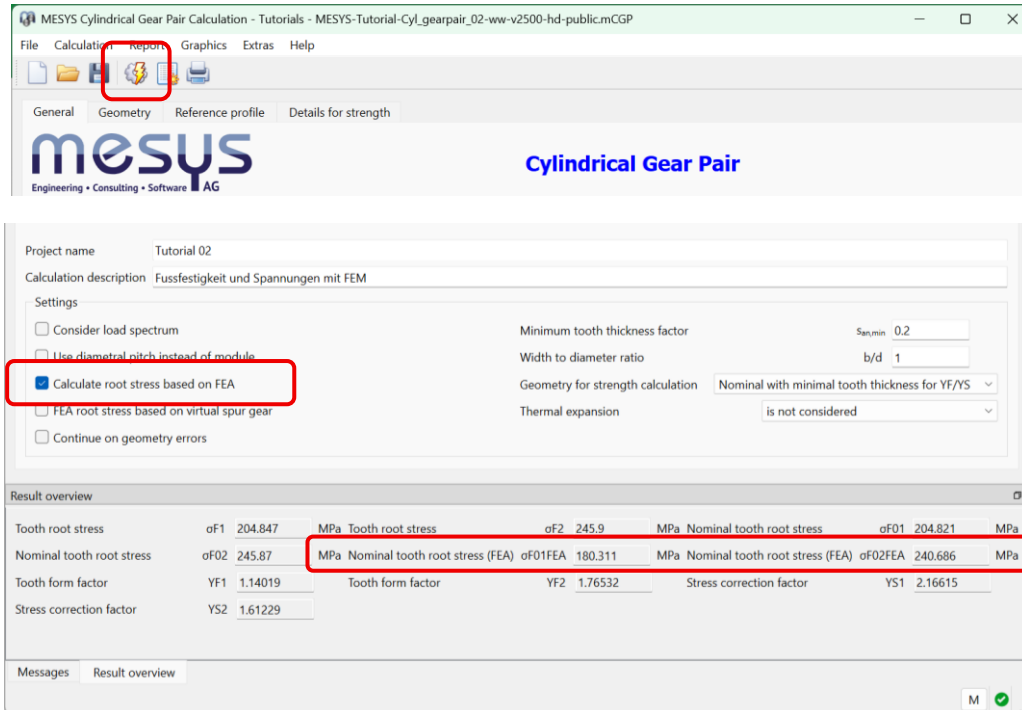 MESYS Cylindrical Gear Pair Calculation - Tutorials - MESYS-Tutorial-Cyl_gearpair_02-ww-v2500-hd-public.mCGP
File Calculation Report Graphics Extras Help
General Geometry Reference profile Details for strength
mesys
Engineering • Consulting • Software AG
Cylindrical Gear Pair
Project name Tutorial 02
Calculation description Fussfestigkeit und Spannungen mit FEM
Settings
Consider load spectrum Minimum tooth thickness factor san,min 0.2
Use diametral pitch instead of module Width to diameter ratio b/d 1
Calculate root stress based on FEA Geometry for strength calculation Nominal with minimal tooth thickness for YF/YS
FEA root stress based on virtual spur gear Thermal expansion is not considered
Continue on geometry errors
Result overview
Tooth root stress σF1 204.847 MPa Tooth root stress σF2 245.9 MPa Nominal tooth root stress σF01 204.821 MPa
Nominal tooth root stress σF02 245.87 MPa Nominal tooth root stress (FEA) σF01FEA 180.311 MPa Nominal tooth root stress (FEA) σF02FEA 240.686 MPa
Tooth form factor YF1 1.14019 Tooth form factor YF2 1.76532 Stress correction factor YS1 2.16615
Stress correction factor YS2 1.61229
Messages Result overview
M